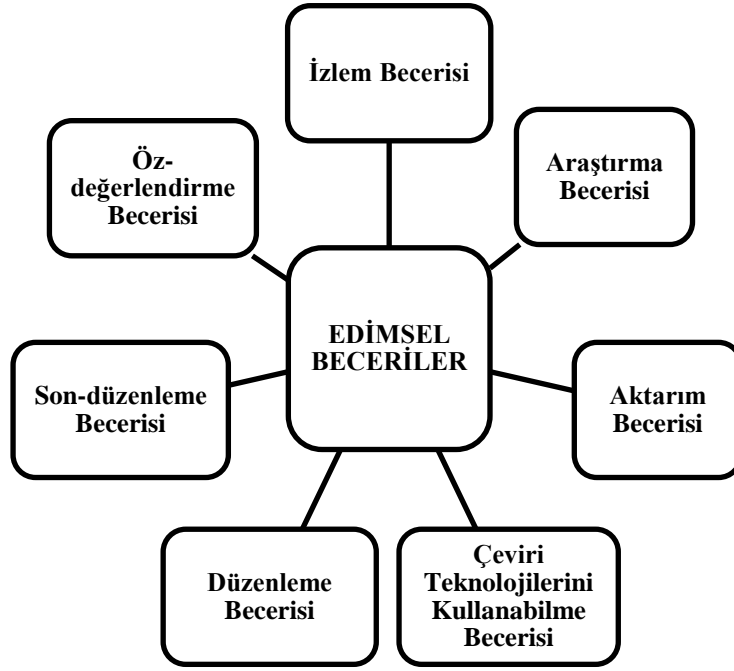 İzlem Becerisi
Araştırma
Becerisi
Öz-
değerlendirme
Becerisi
EDİMSEL
BECERİLER
Son-düzenleme
Becerisi
Aktarım
Becerisi
Düzenleme
Becerisi
Çeviri
Teknolojilerini
Kullanabilme
Becerisi